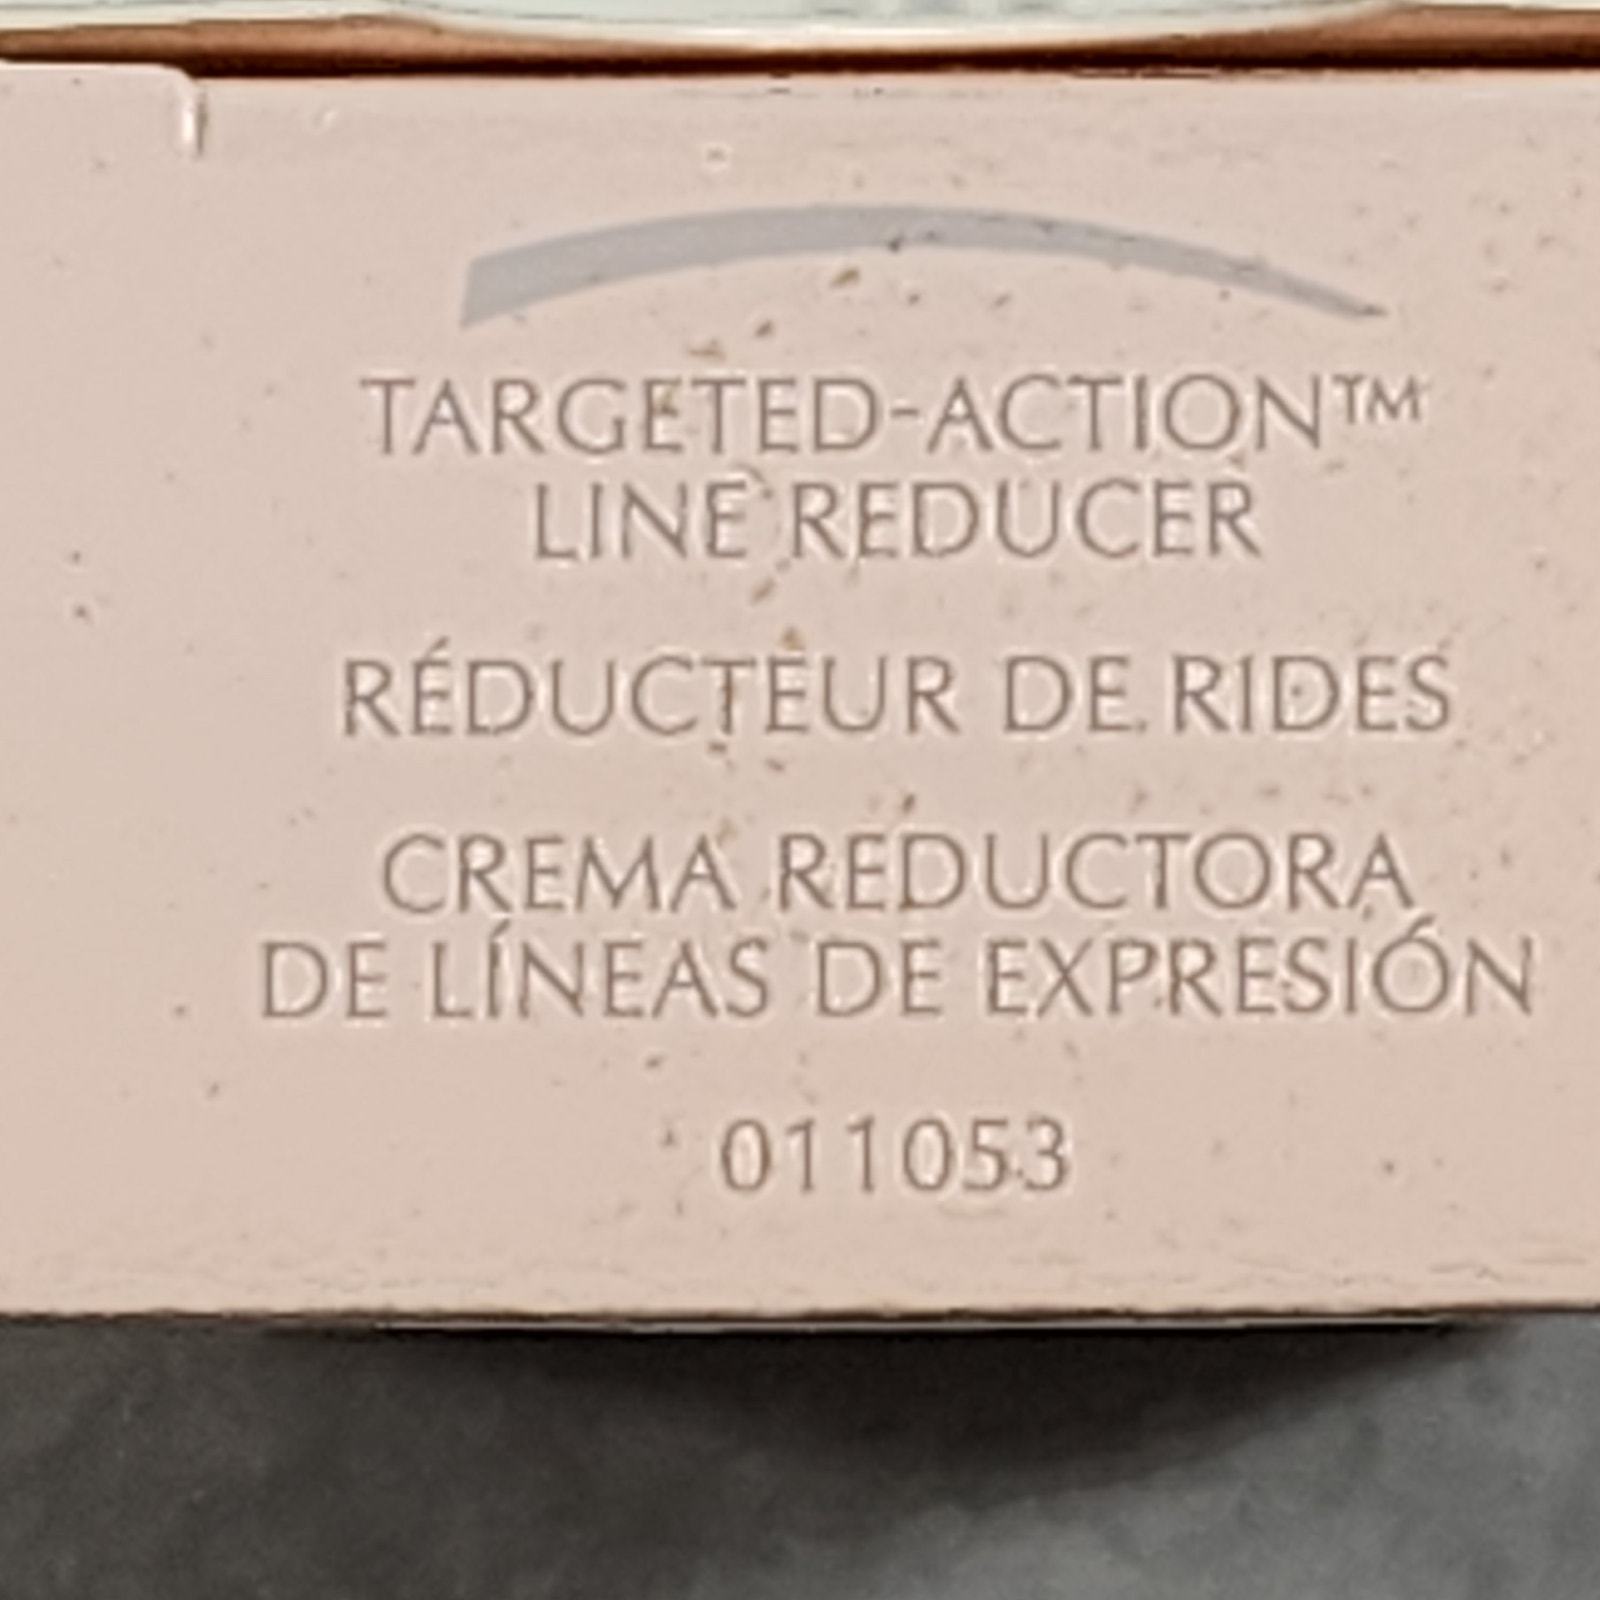 TARGETED-ACTION™
LINE REDUCER
RÉDUCTEUR DE RIDES
CREMA REDUCTORA
DE LÍNEAS DE EXPRESIÓN
011053